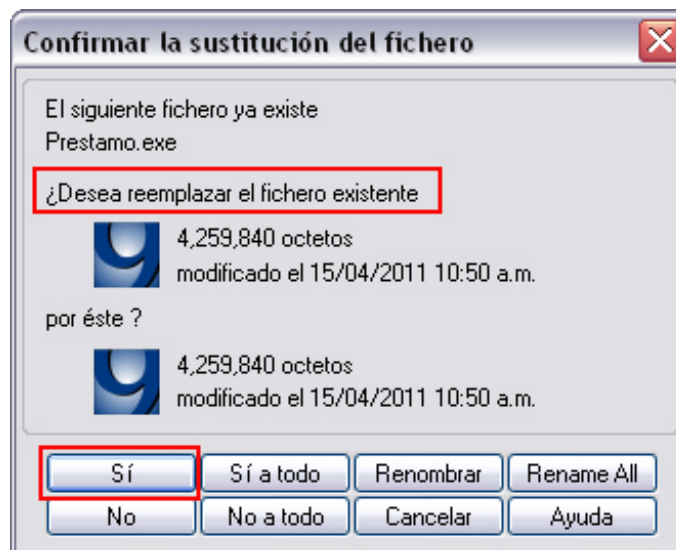 Confirmar la sustitución del fichero
El siguiente fichero ya existe
Prestamo.exe
¿Desea reemplazar el fichero existente
4,259,840 octetos
modificado el 15/04/2011 10:50 a.m.
por éste ?
4,259,840 octetos
modificado el 15/04/2011 10:50 a.m.
Sí Sí a todo Renombrar Rename All
No No a todo Cancelar Ayuda